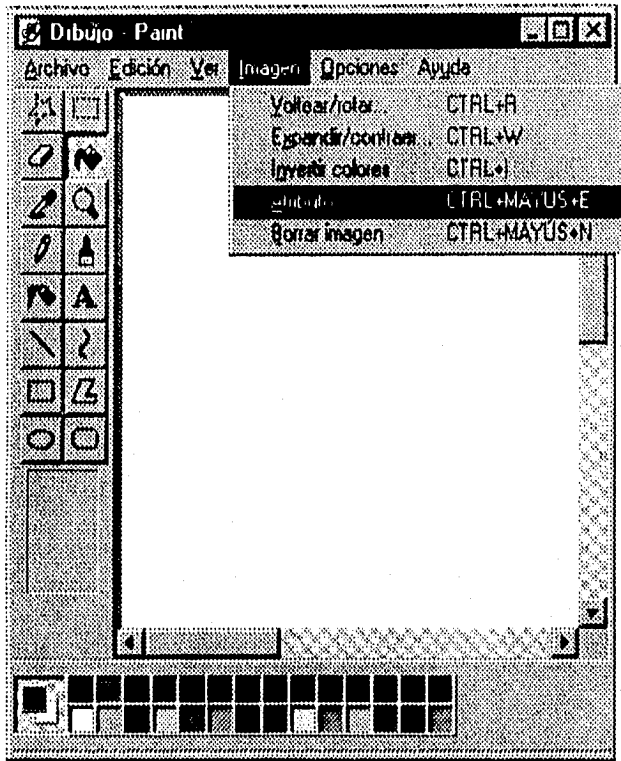 Dibujo - Paint
Archivo Edición Ver Imagen Opciones Ayuda
Voltear/rotar... CTRL+R
Expandir/contraer... CTRL+W
Invertir colores CTRL+I
Atributos CTRL+MAYÚS+E
Borrar imagen CTRL+MAYÚS+N
A